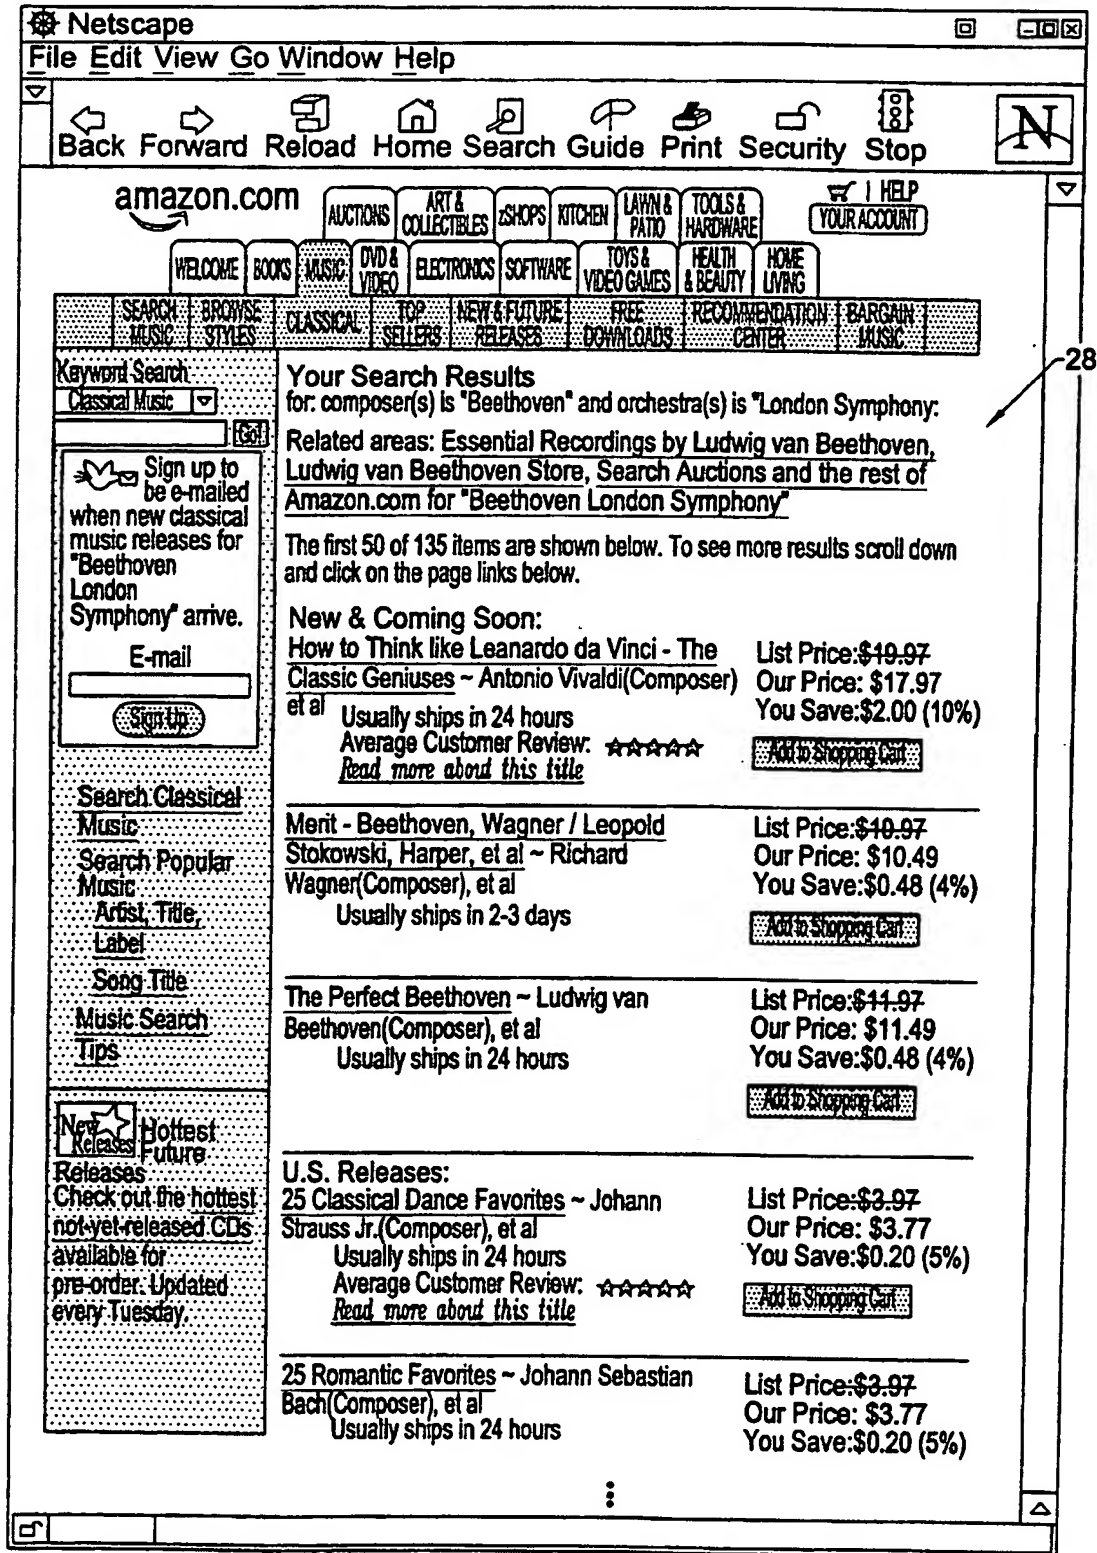 Netscape
File Edit View Go Window Help
Back Forward Reload Home Search Guide Print Security Stop
N
amazon.com
AUCTIONS
ART &
COLLECTIBLES
zSHOPS
KITCHEN
LAWN &
PATIO
TOOLS &
HARDWARE
| HELP
YOUR ACCOUNT
WELCOME
BOOKS
MUSIC
DVD &
VIDEO
ELECTRONICS
SOFTWARE
TOYS &
VIDEO GAMES
HEALTH
& BEAUTY
HOME
LIVING
SEARCH
MUSIC
BROWSE
STYLES
CLASSICAL
TOP
SELLERS
NEW & FUTURE
RELEASES
FREE
DOWNLOADS
RECOMMENDATION
CENTER
BARGAIN
MUSIC
28
Keyword Search
Classical Music
Go!
Sign up to
be e-mailed
when new classical
music releases for
"Beethoven
London
Symphony" arrive.
E-mail
Sign Up
Search Classical
Music
Search Popular
Music
Artist, Title,
Label
Song Title
Music Search
Tips
New
Releases
Hottest
Future
Releases
Check out the hottest
not-yet-released CDs
available for
pre-order. Updated
every Tuesday.
Your Search Results
for: composer(s) is "Beethoven" and orchestra(s) is "London Symphony:
Related areas: Essential Recordings by Ludwig van Beethoven,
Ludwig van Beethoven Store, Search Auctions and the rest of
Amazon.com for "Beethoven London Symphony"
The first 50 of 135 items are shown below. To see more results scroll down
and click on the page links below.
New & Coming Soon:
How to Think like Leanardo da Vinci - The
Classic Geniuses ~ Antonio Vivaldi(Composer)
et al
Usually ships in 24 hours
Average Customer Review: ☆☆☆☆☆
Read more about this title
List Price:$19.97
Our Price: $17.97
You Save:$2.00 (10%)
Add to Shopping Cart
Merit - Beethoven, Wagner / Leopold
Stokowski, Harper, et al ~ Richard
Wagner(Composer), et al
Usually ships in 2-3 days
List Price:$10.97
Our Price: $10.49
You Save:$0.48 (4%)
Add to Shopping Cart
The Perfect Beethoven ~ Ludwig van
Beethoven(Composer), et al
Usually ships in 24 hours
List Price:$11.97
Our Price: $11.49
You Save:$0.48 (4%)
Add to Shopping Cart
U.S. Releases:
25 Classical Dance Favorites ~ Johann
Strauss Jr.(Composer), et al
Usually ships in 24 hours
Average Customer Review: ☆☆☆☆☆
Read more about this title
List Price:$3.97
Our Price: $3.77
You Save:$0.20 (5%)
Add to Shopping Cart
25 Romantic Favorites ~ Johann Sebastian
Bach(Composer), et al
Usually ships in 24 hours
List Price:$3.97
Our Price: $3.77
You Save:$0.20 (5%)